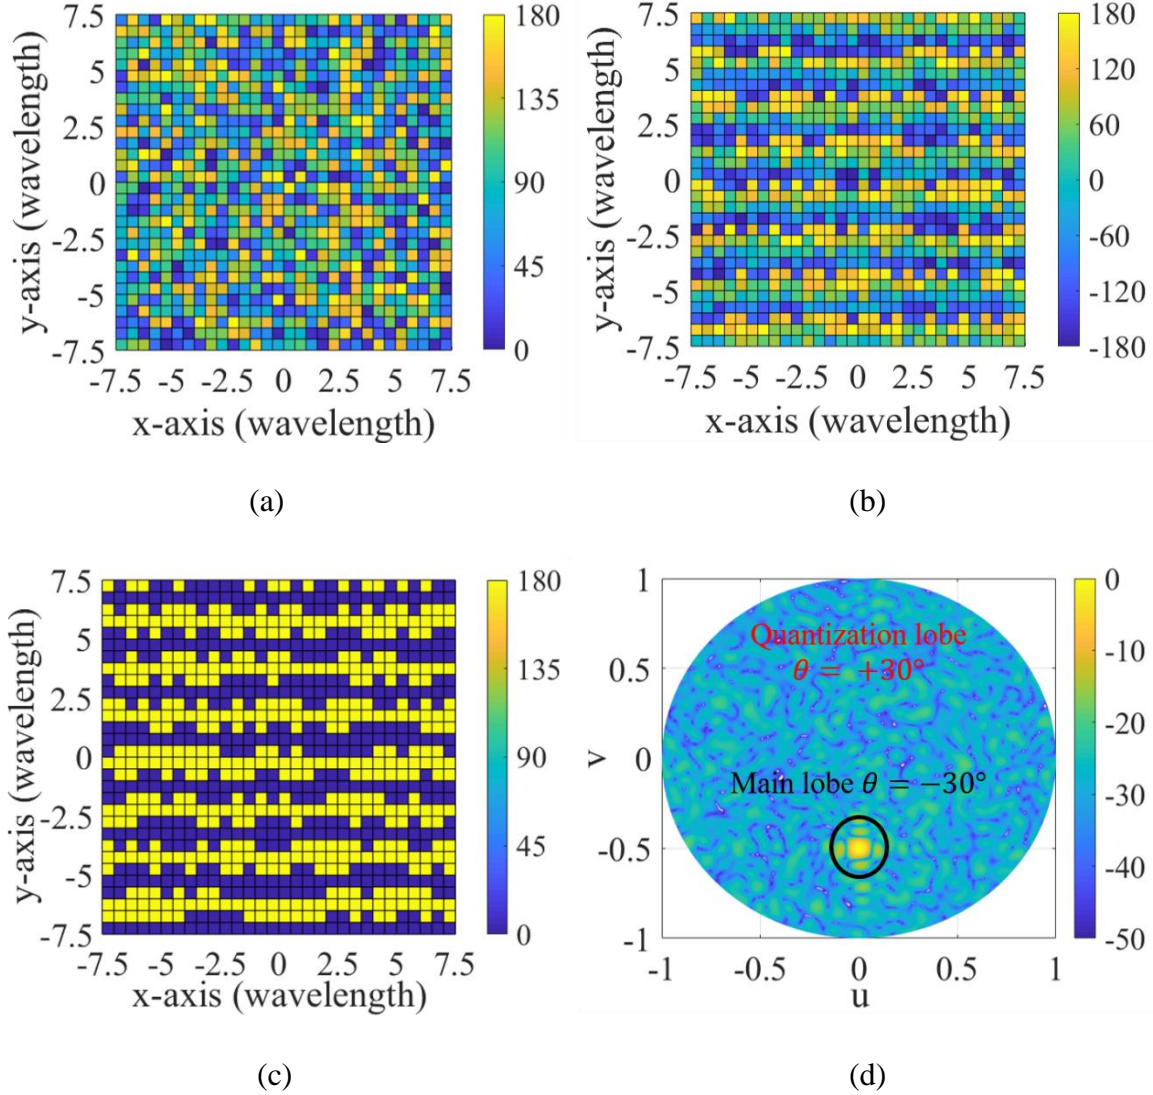 7.5
5
2.5
0
-2.5
-5
-7.5
y-axis (wavelength)
-7.5 -5 -2.5 0 2.5 5 7.5
x-axis (wavelength)
180
135
90
45
0
(a)
7.5
5
2.5
0
-2.5
-5
-7.5
y-axis (wavelength)
-7.5 -5 -2.5 0 2.5 5 7.5
x-axis (wavelength)
180
120
60
0
-60
-120
-180
(b)
7.5
5
2.5
0
-2.5
-5
-7.5
y-axis (wavelength)
-7.5 -5 -2.5 0 2.5 5 7.5
x-axis (wavelength)
180
135
90
45
0
(c)
1
0.5
0
-0.5
-1
v
Quantization lobe
θ = +30°
Main lobe θ = −30°
-1 -0.5 0 0.5 1
u
0
-10
-20
-30
-40
-50
(d)